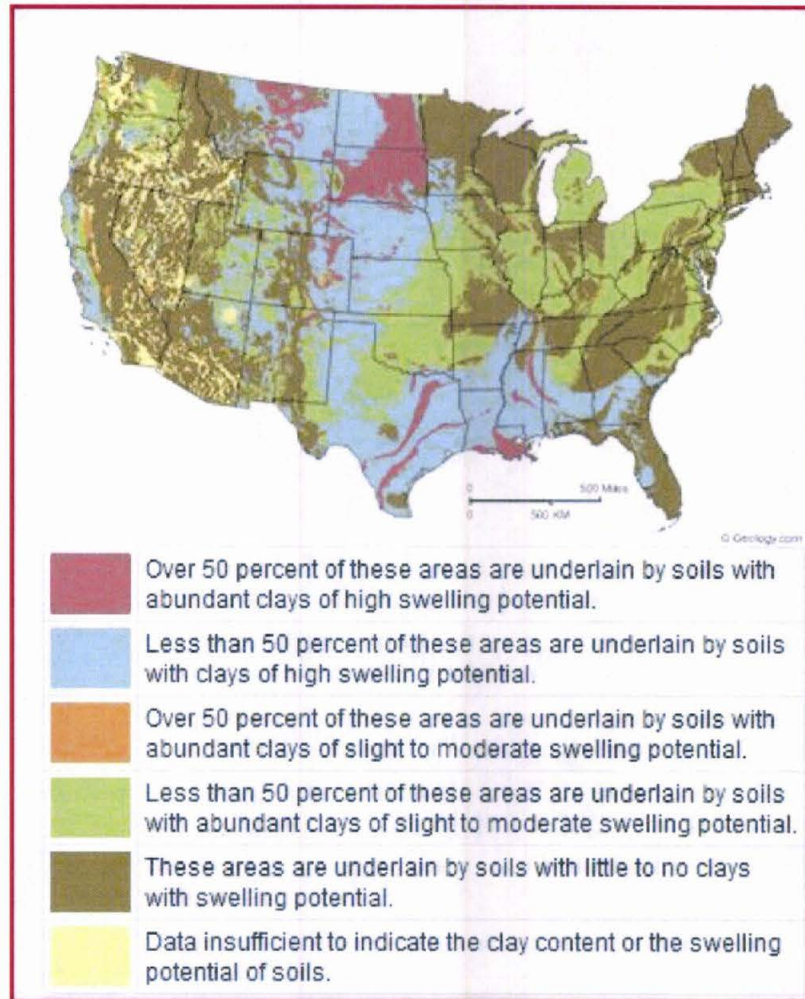 0 500 Miles
0 500 KM
© Geology.com
Over 50 percent of these areas are underlain by soils with
abundant clays of high swelling potential.
Less than 50 percent of these areas are underlain by soils
with clays of high swelling potential.
Over 50 percent of these areas are underlain by soils with
abundant clays of slight to moderate swelling potential.
Less than 50 percent of these areas are underlain by soils
with abundant clays of slight to moderate swelling potential.
These areas are underlain by soils with little to no clays
with swelling potential.
Data insufficient to indicate the clay content or the swelling
potential of soils.